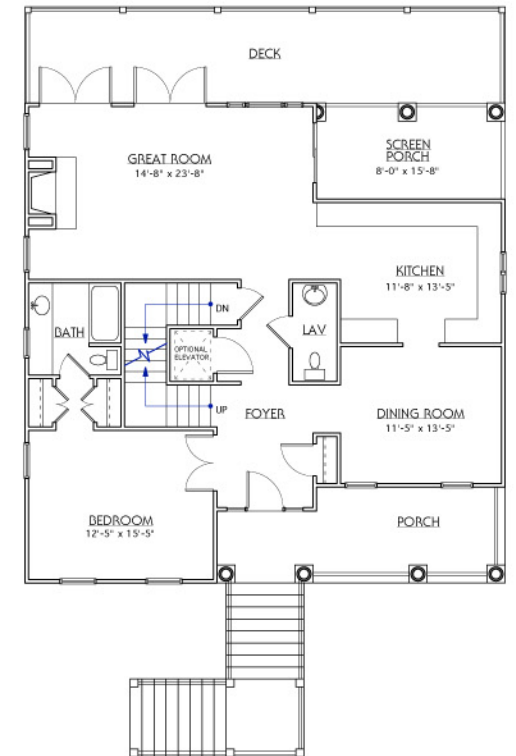 DECK
SCREEN
PORCH
8'-0" x 15'-8"
GREAT ROOM
14'-8" x 23'-8"
KITCHEN
11'-8" x 13'-5"
DN
LAV
BATH
OPTIONAL
ELEVATOR
UP
FOYER
DINING ROOM
11'-5" x 13'-5"
BEDROOM
12'-5" x 15'-5"
PORCH